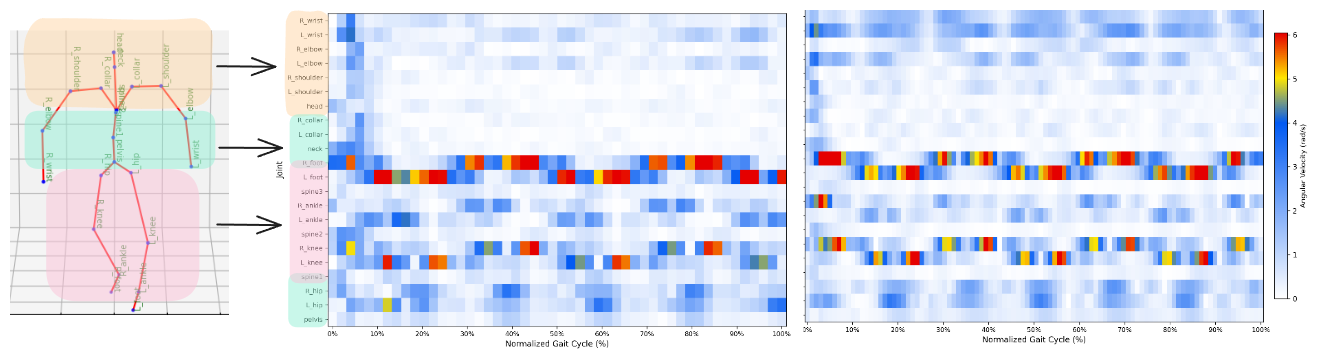 head
neck
R_collar
L_collar
R_shoulder
L_shoulder
L_elbow
L_wrist
R_wrist
pelvis
L_hip
R_knee
L_knee
R_ankle
L_ankle
Joint
R_wrist
L_wrist
R_elbow
L_elbow
R_shoulder
L_shoulder
head
R_collar
L_collar
neck
R_foot
L_foot
spine3
R_ankle
L_ankle
spine2
R_knee
L_knee
spine1
R_hip
L_hip
pelvis
0% 10% 20% 30% 40% 50% 60% 70% 80% 90% 100%
Normalized Gait Cycle (%)
0% 10% 20% 30% 40% 50% 60% 70% 80% 90% 100%
Normalized Gait Cycle (%)
6
5
4
3
2
1
0
Angular Velocity (rad/s)